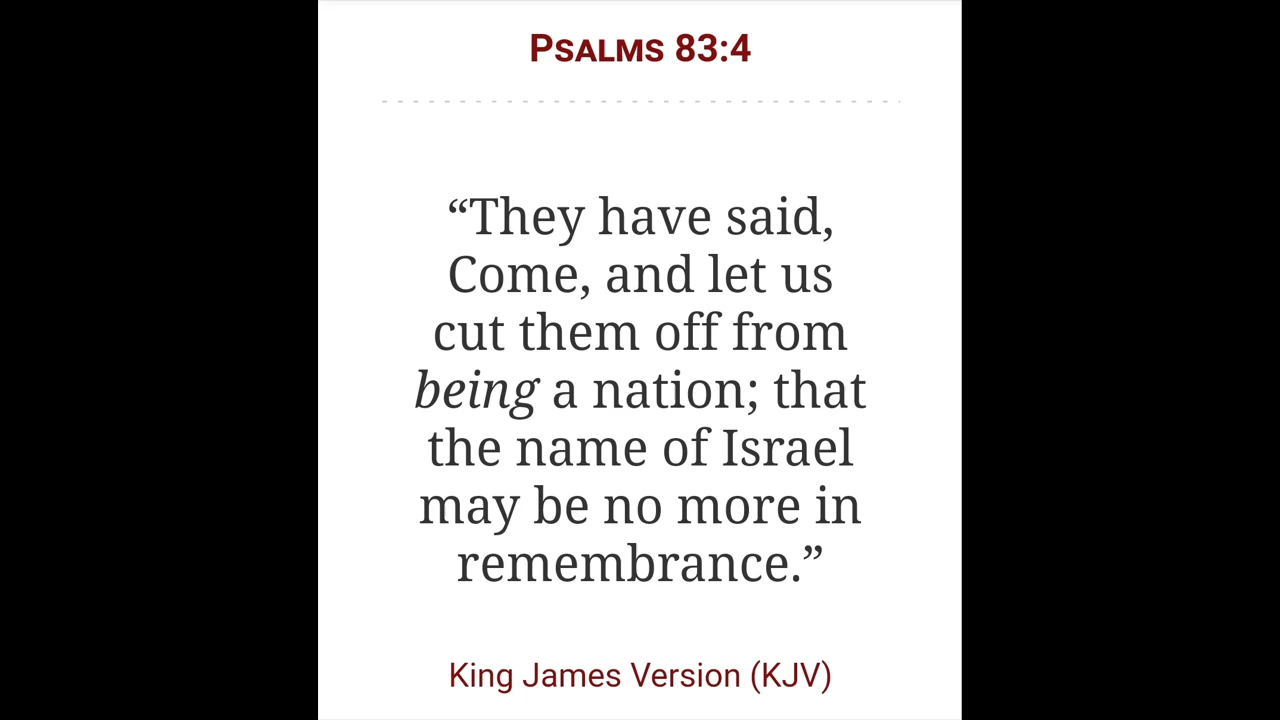 PSALMS 83:4
“They have said,
Come, and let us
cut them off from
being a nation; that
the name of Israel
may be no more in
remembrance.”
King James Version (KJV)